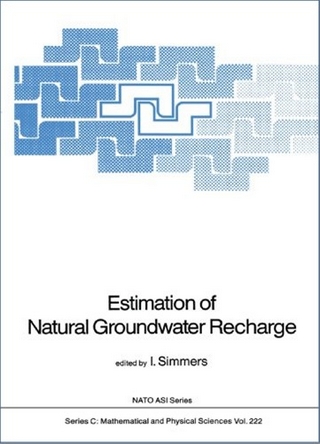 Estimation of
Natural Groundwater Recharge
edited by I. Simmers
NATO ASI Series
Series C: Mathematical and Physical Sciences Vol. 222